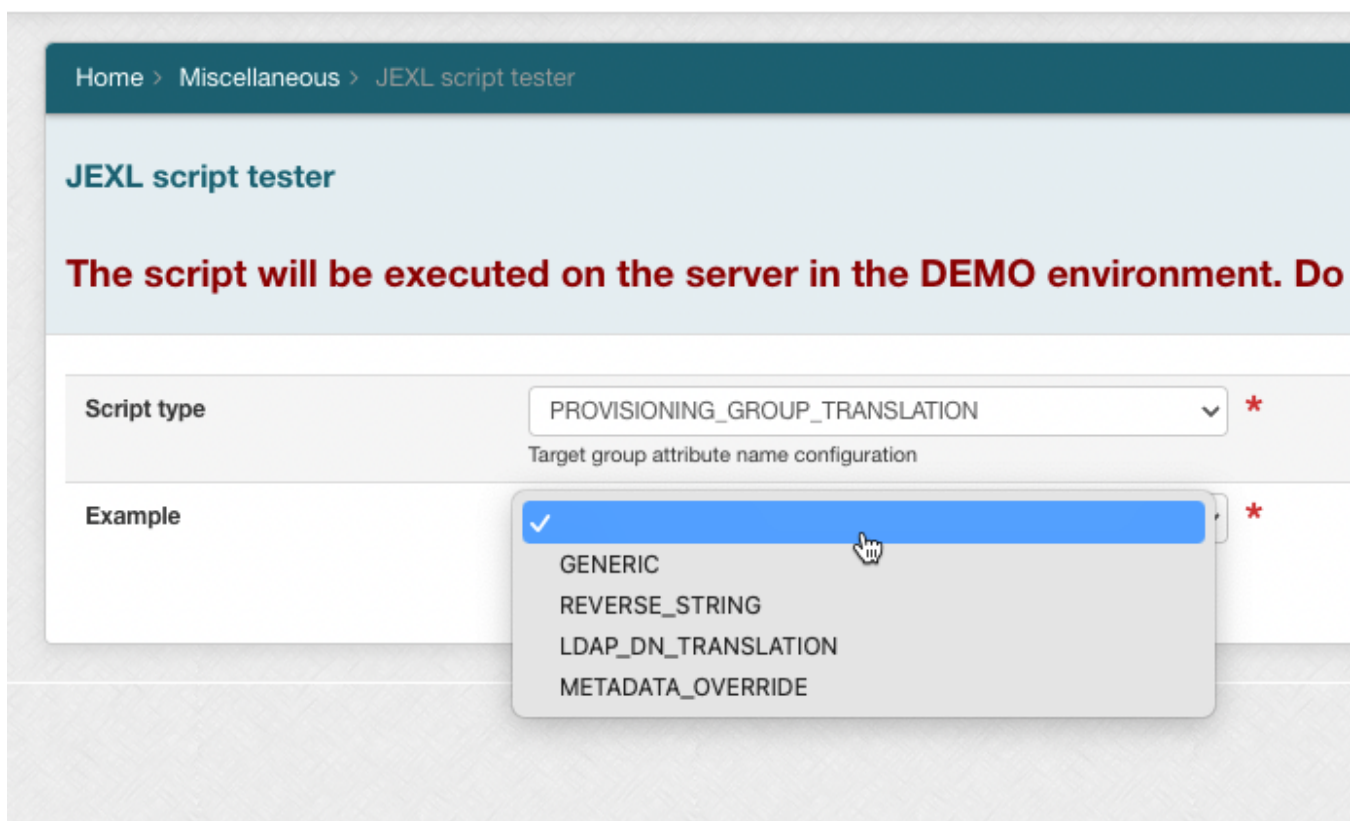 Home > Miscellaneous > JEXL script tester
JEXL script tester
The script will be executed on the server in the DEMO environment. Do
Script type
PROVISIONING_GROUP_TRANSLATION
*
Target group attribute name configuration
Example
*
GENERIC
REVERSE_STRING
LDAP_DN_TRANSLATION
METADATA_OVERRIDE